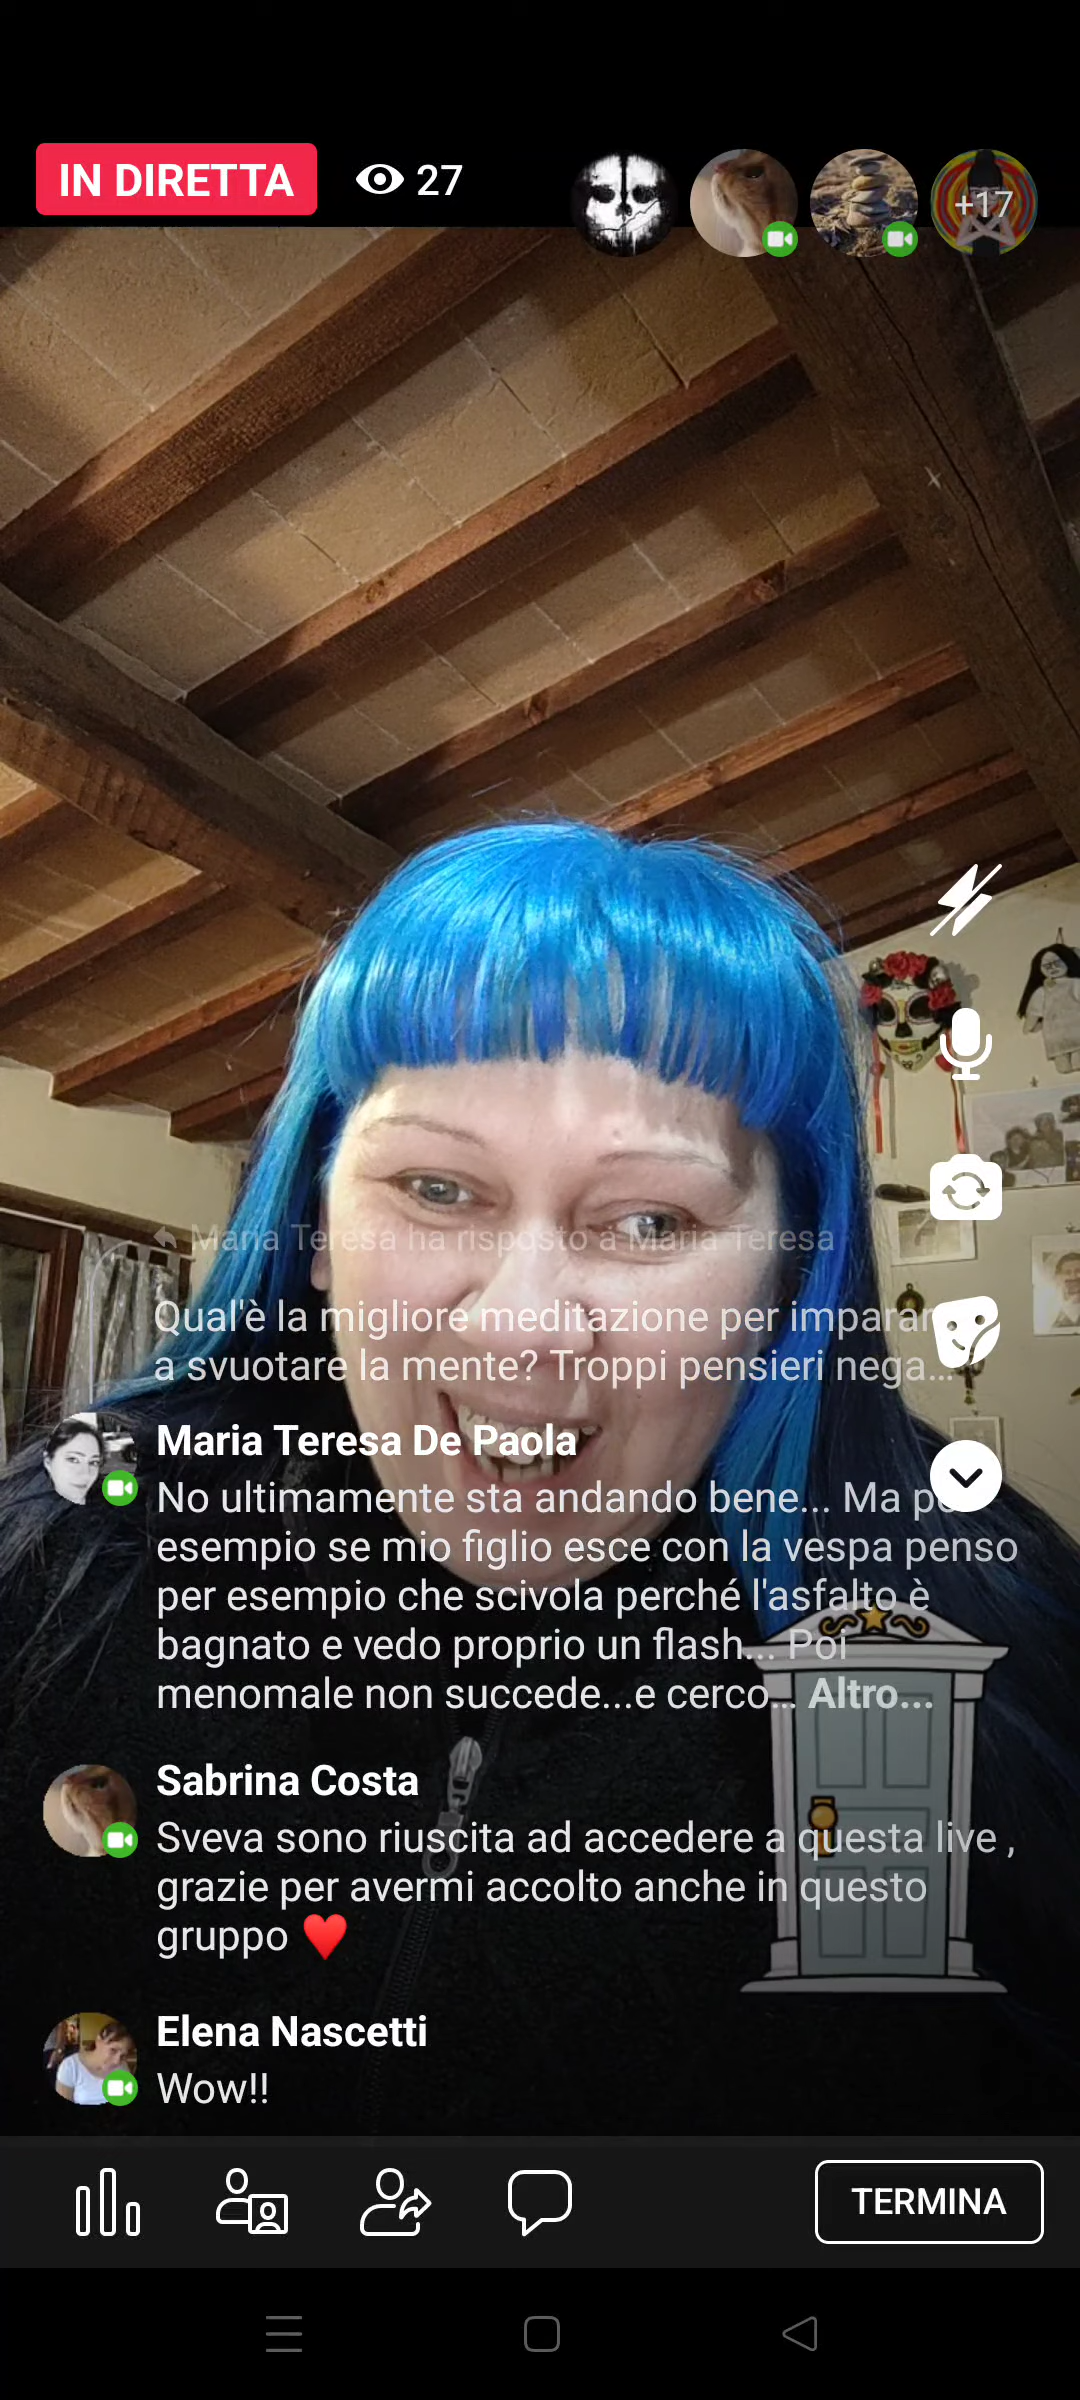 IN DIRETTA
27
+17
Maria Teresa ha risposto a Maria Teresa
Qual'è la migliore meditazione per imparar
a svuotare la mente? Troppi pensieri nega...
Maria Teresa De Paola
No ultimamente sta andando bene... Ma
esempio se mio figlio esce con la vespa penso
per esempio che scivola perché l'asfalto è
bagnato e vedo proprio un flash... Poi
menomale non succede...e cerco... Altro...
Sabrina Costa
Sveva sono riuscita ad accedere a questa live ,
grazie per avermi accolto anche in questo
gruppo ♥
Elena Nascetti
Wow!!
TERMINA